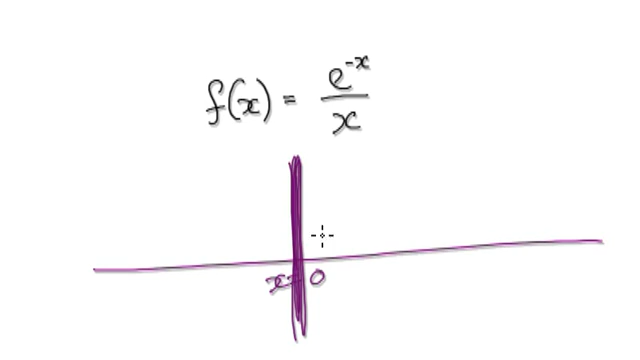 f(x) = e^{-x}/x
x=0